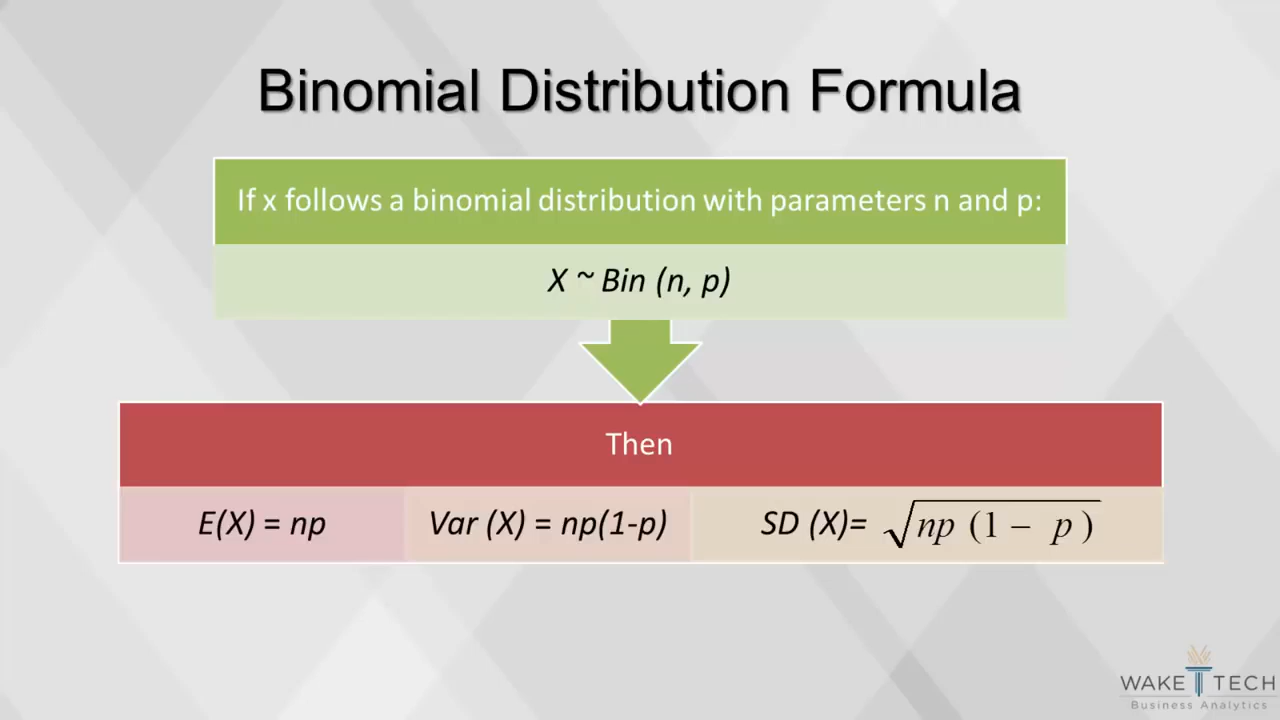 Binomial Distribution Formula
If x follows a binomial distribution with parameters n and p:
X ~ Bin (n, p)
Then
E(X) = np
Var (X) = np(1-p)
SD (X)= √np (1 – p )
WAKE TECH
Business Analytics